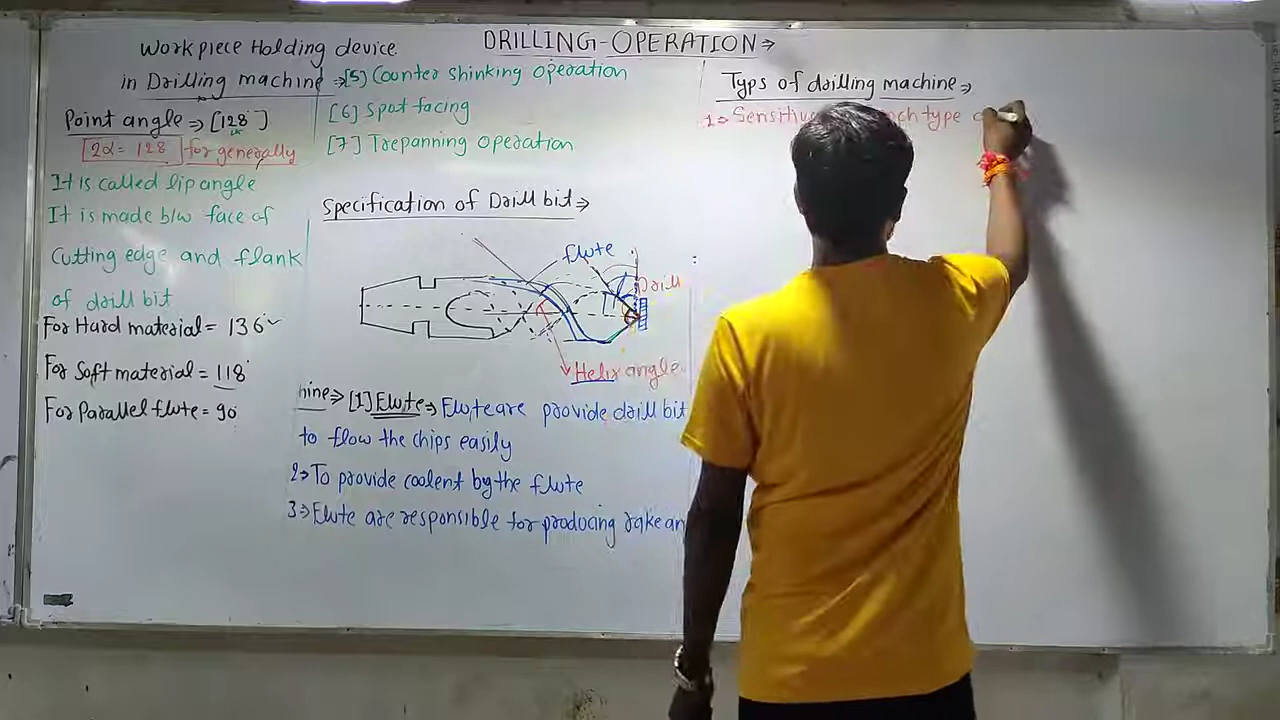 DRILLING-OPERATION⇒
Workpiece Holding device
in Drilling machine ⇒
Point angle ⇒ [128°]
2α = 128 for generally
It is called lip angle
It is made b/w face of
cutting edge and flank
of drill bit
For Hard material = 136
For Soft material = 118
For Parallel flute = 90
[5] Counter shinking operation
[6] Spot facing
[7] Trepanning operation
Specification of Drill bit ⇒
flute
Drill
Helix angle
hine ⇒ [1] Flute ⇒ Flute are provide drill bit
to flow the chips easily
2⇒ To provide coolent by the flute
3⇒ Flute are responsible for producing rake an
Typs of drilling machine ⇒
1⇒ Sensitive nch type